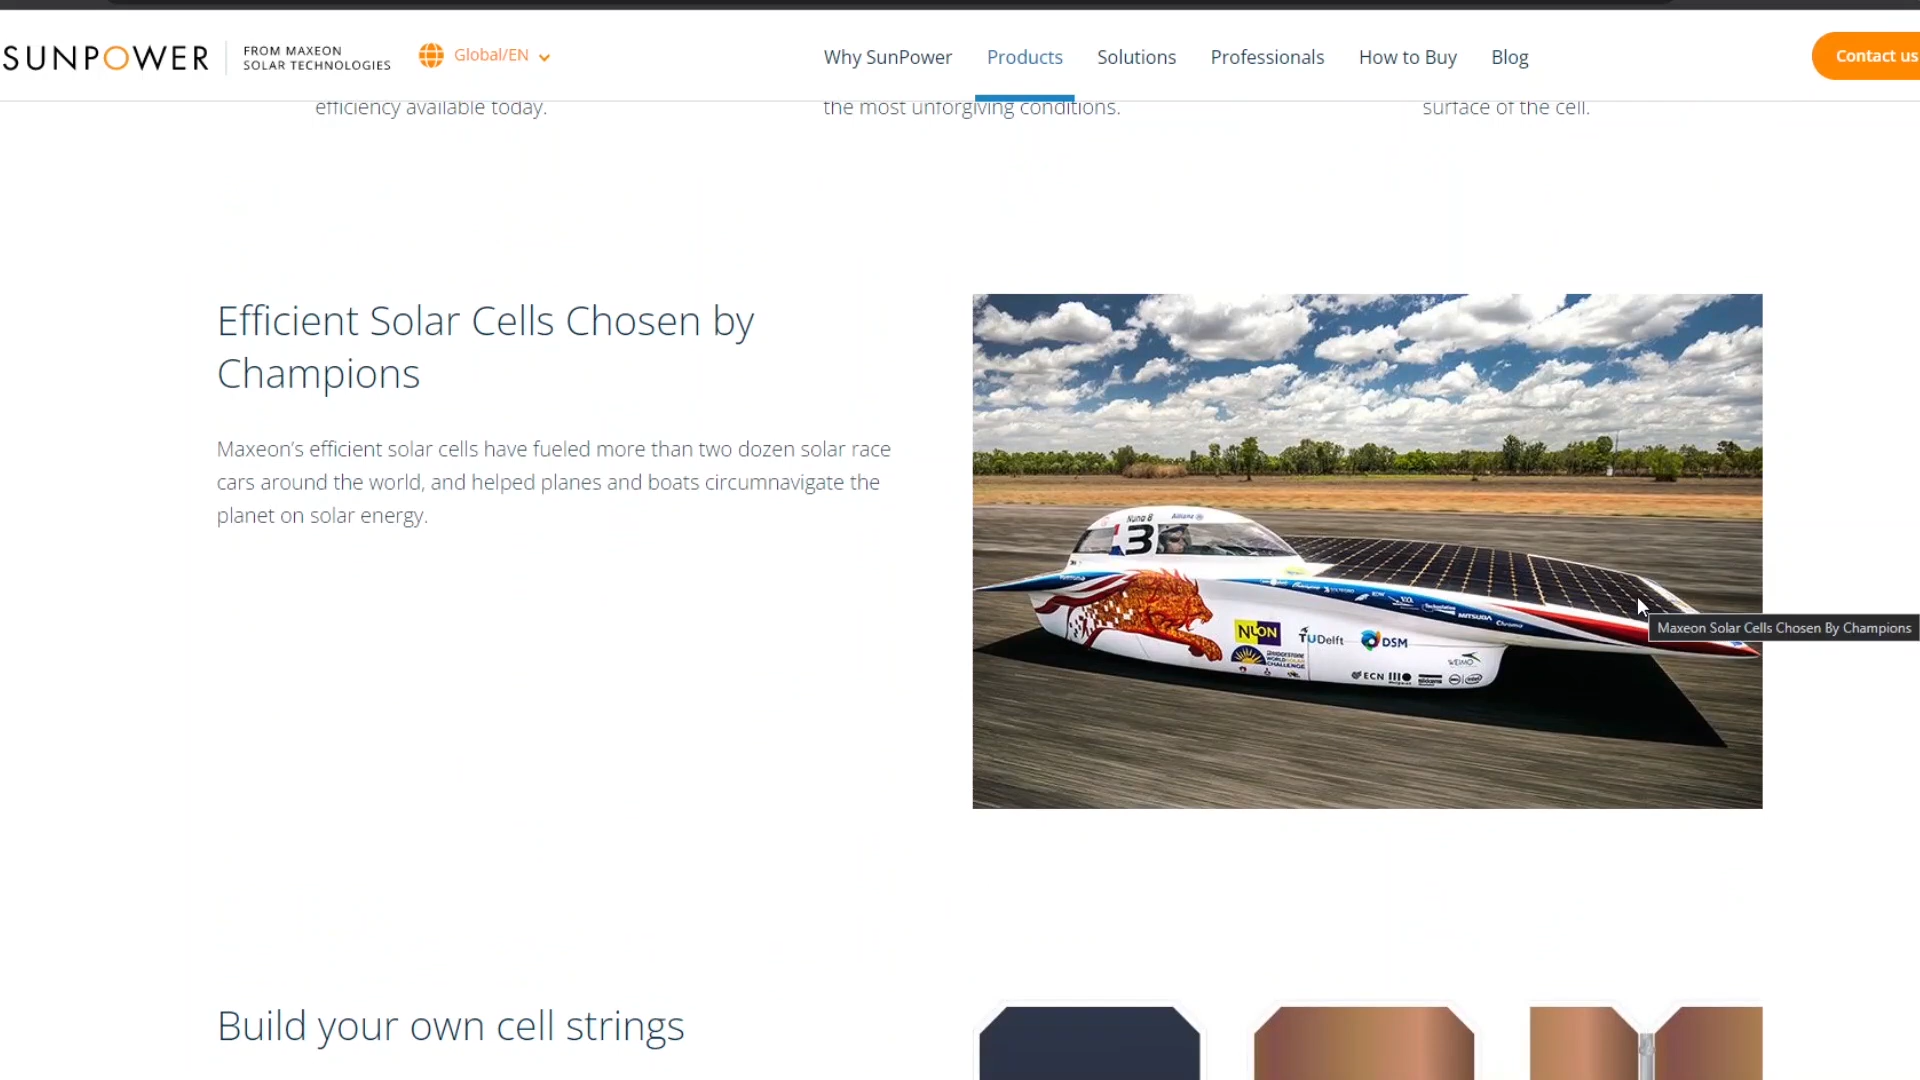 SUNPOWER
FROM MAXEON
SOLAR TECHNOLOGIES
Global/EN
Why SunPower
Products
Solutions
Professionals
How to Buy
Blog
Contact us
efficiency available today.
the most unforgiving conditions.
surface of the cell.
Efficient Solar Cells Chosen by
Champions
Maxeon’s efficient solar cells have fueled more than two dozen solar race
cars around the world, and helped planes and boats circumnavigate the
planet on solar energy.
Nuna 8
Allianz
3
NUON
TUDelft
DSM
BRIDGESTONE
WORLD SOLAR
CHALLENGE
MITSUBA
Chroma
WEIMO
ECN
intel
Maxeon Solar Cells Chosen By Champions
Build your own cell strings